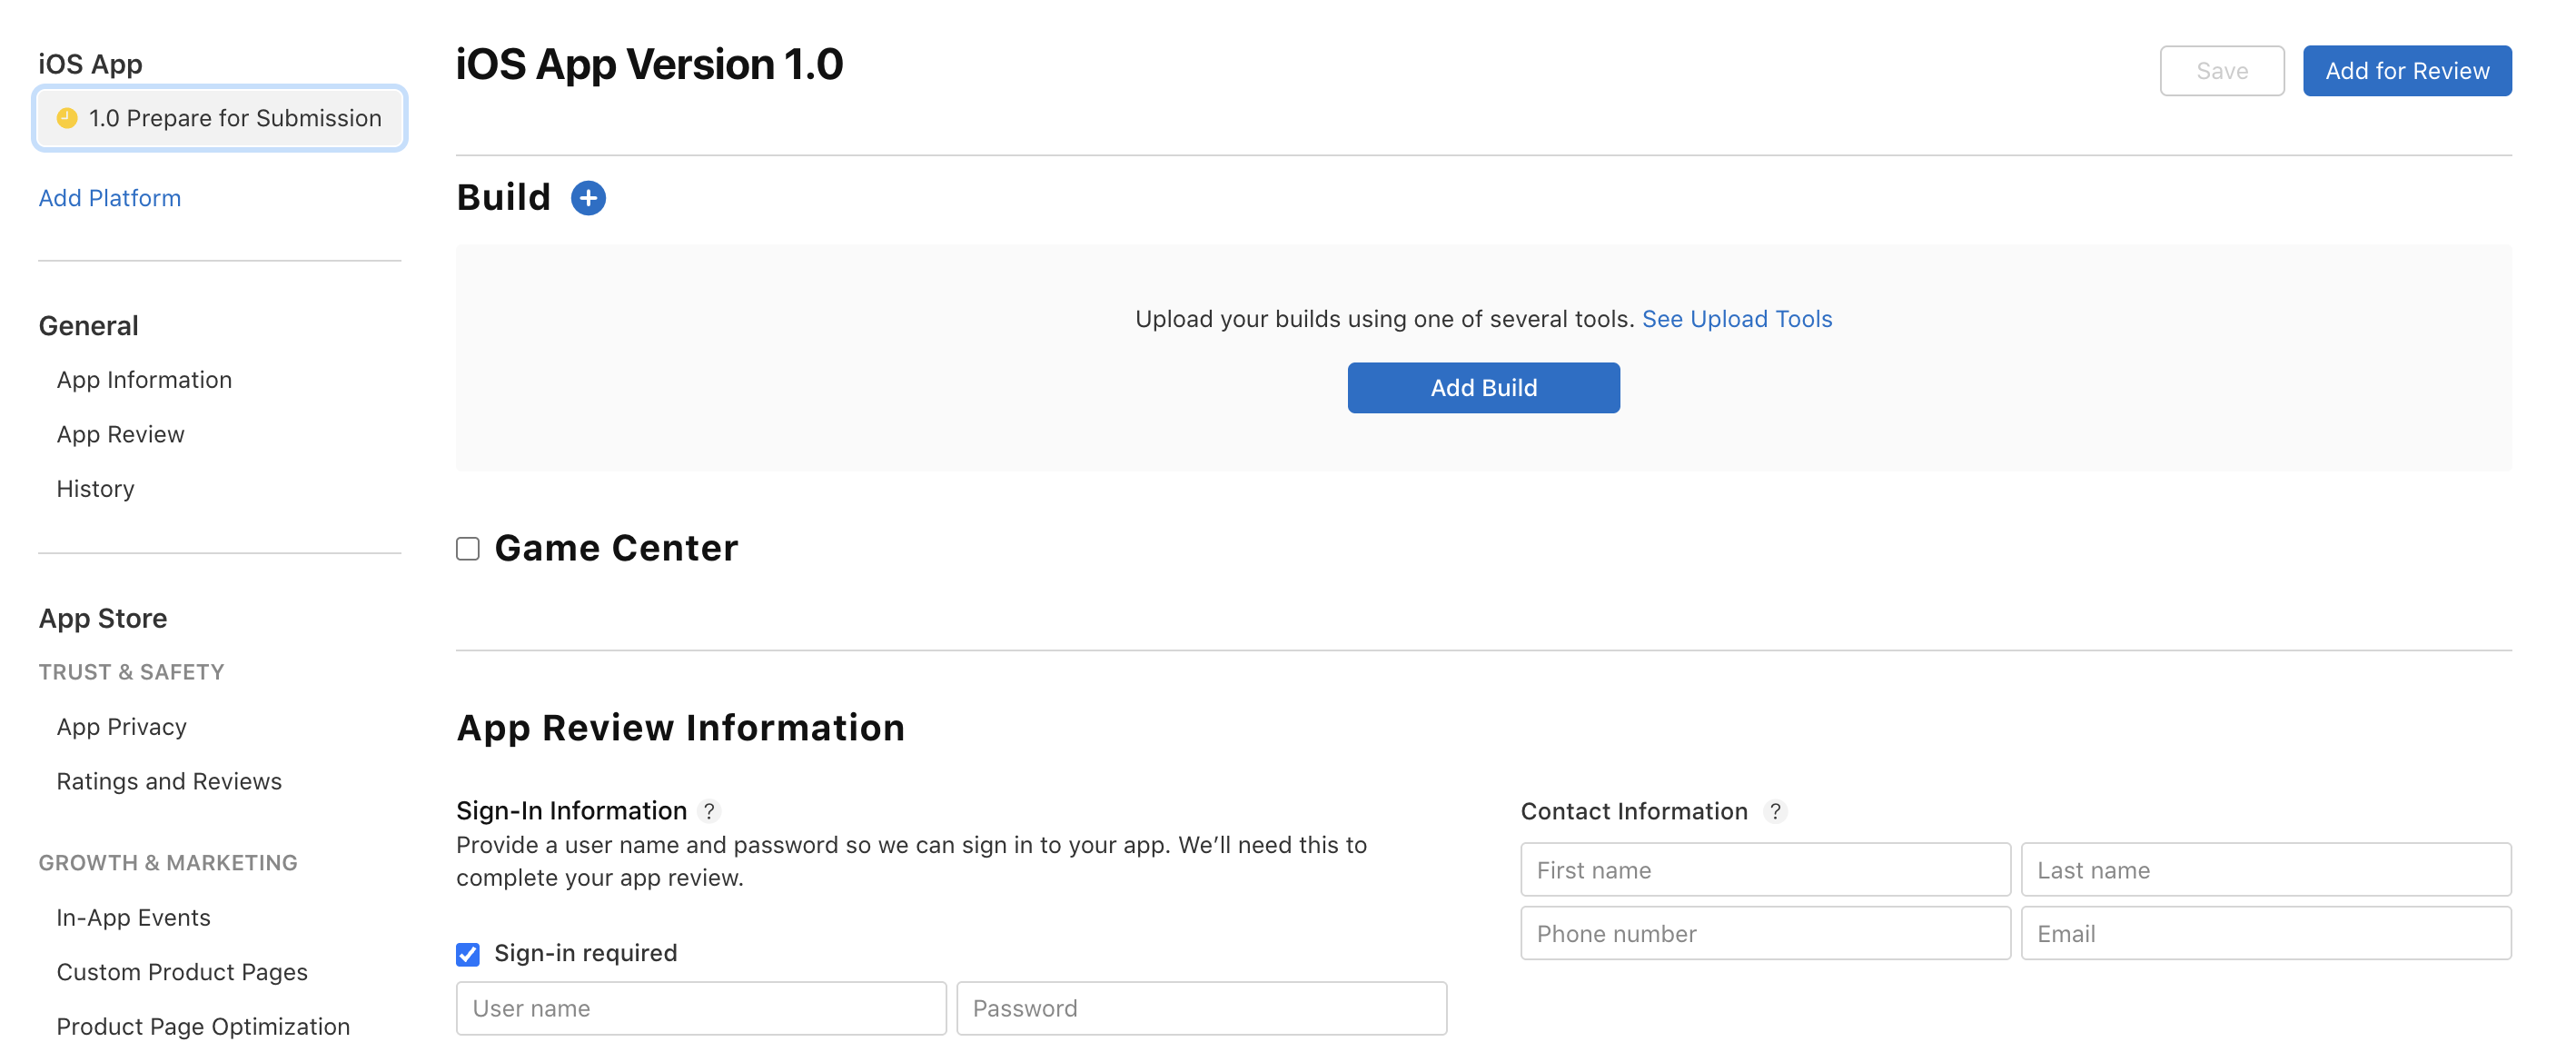 iOS App
1.0 Prepare for Submission
Add Platform
General
App Information
App Review
History
App Store
TRUST & SAFETY
App Privacy
Ratings and Reviews
GROWTH & MARKETING
In-App Events
Custom Product Pages
Product Page Optimization
iOS App Version 1.0
Save
Add for Review
Build
Upload your builds using one of several tools. See Upload Tools
Add Build
Game Center
App Review Information
Sign-In Information ?
Provide a user name and password so we can sign in to your app. We’ll need this to
complete your app review.
Sign-in required
User name
Password
Contact Information ?
First name
Last name
Phone number
Email